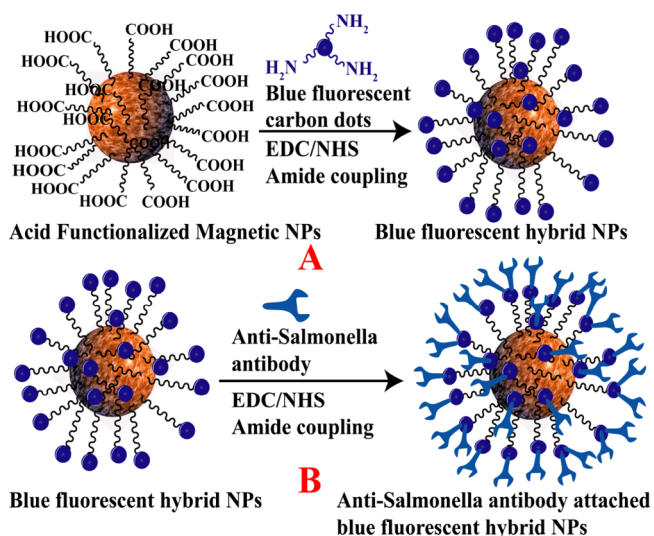 COOH
HOOC COOH
HOOC COOH
HOOC COOH
HOOC COOH COOH
HOOC COOH
HOOC COOH
HOOC COOH
HOOC COOH
HOOC COOH
HOOC COOH
NH2
H2N NH2
Blue fluorescent
carbon dots
EDC/NHS
Amide coupling
Acid Functionalized Magnetic NPs
Blue fluorescent hybrid NPs
A
Anti-Salmonella
antibody
EDC/NHS
Amide coupling
Blue fluorescent hybrid NPs
B
Anti-Salmonella antibody attached
blue fluorescent hybrid NPs